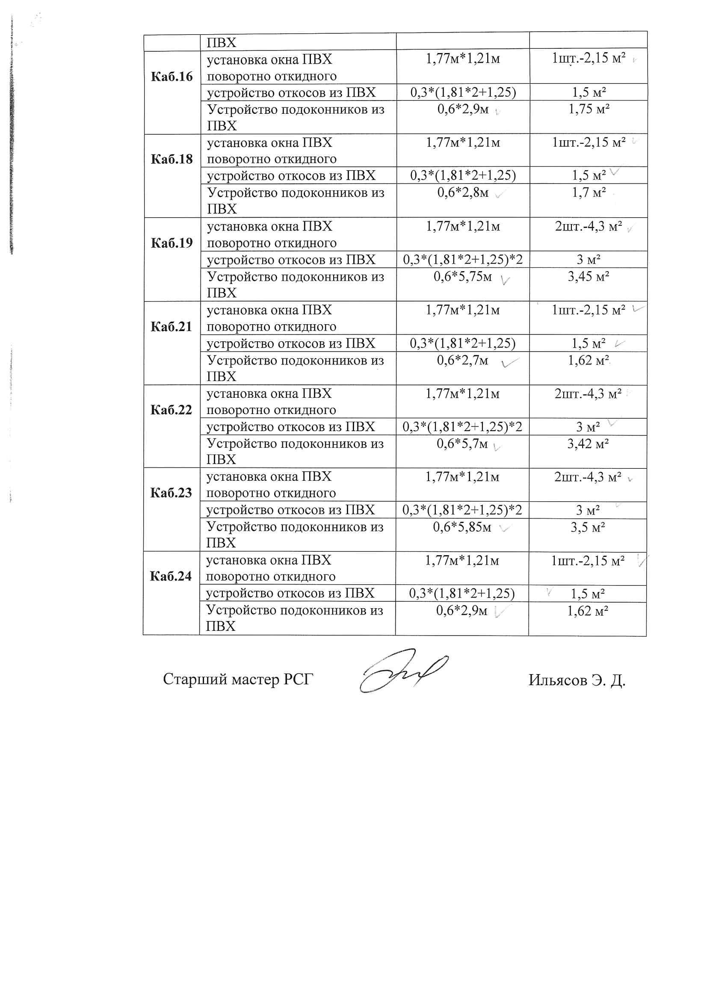 ПВХ
установка окна ПВХ 1,77м*1,21м 1шт.-2,15 м²
Каб.16 поворотно откидного
устройство откосов из ПВХ 0,3*(1,81*2+1,25) 1,5 м²
Устройство подоконников из 0,6*2,9м 1,75 м²
ПВХ
установка окна ПВХ 1,77м*1,21м 1шт.-2,15 м²
Каб.18 поворотно откидного
устройство откосов из ПВХ 0,3*(1,81*2+1,25) 1,5 м²
Устройство подоконников из 0,6*2,8м 1,7 м²
ПВХ
установка окна ПВХ 1,77м*1,21м 2шт.-4,3 м²
Каб.19 поворотно откидного
устройство откосов из ПВХ 0,3*(1,81*2+1,25)*2 3 м²
Устройство подоконников из 0,6*5,75м 3,45 м²
ПВХ
установка окна ПВХ 1,77м*1,21м 1шт.-2,15 м²
Каб.21 поворотно откидного
устройство откосов из ПВХ 0,3*(1,81*2+1,25) 1,5 м²
Устройство подоконников из 0,6*2,7м 1,62 м²
ПВХ
установка окна ПВХ 1,77м*1,21м 2шт.-4,3 м²
Каб.22 поворотно откидного
устройство откосов из ПВХ 0,3*(1,81*2+1,25)*2 3 м²
Устройство подоконников из 0,6*5,7м 3,42 м²
ПВХ
установка окна ПВХ 1,77м*1,21м 2шт.-4,3 м²
Каб.23 поворотно откидного
устройство откосов из ПВХ 0,3*(1,81*2+1,25)*2 3 м²
Устройство подоконников из 0,6*5,85м 3,5 м²
ПВХ
установка окна ПВХ 1,77м*1,21м 1шт.-2,15 м²
Каб.24 поворотно откидного
устройство откосов из ПВХ 0,3*(1,81*2+1,25) 1,5 м²
Устройство подоконников из 0,6*2,9м 1,62 м²
ПВХ
Старший мастер РСГ Ильясов Э. Д.